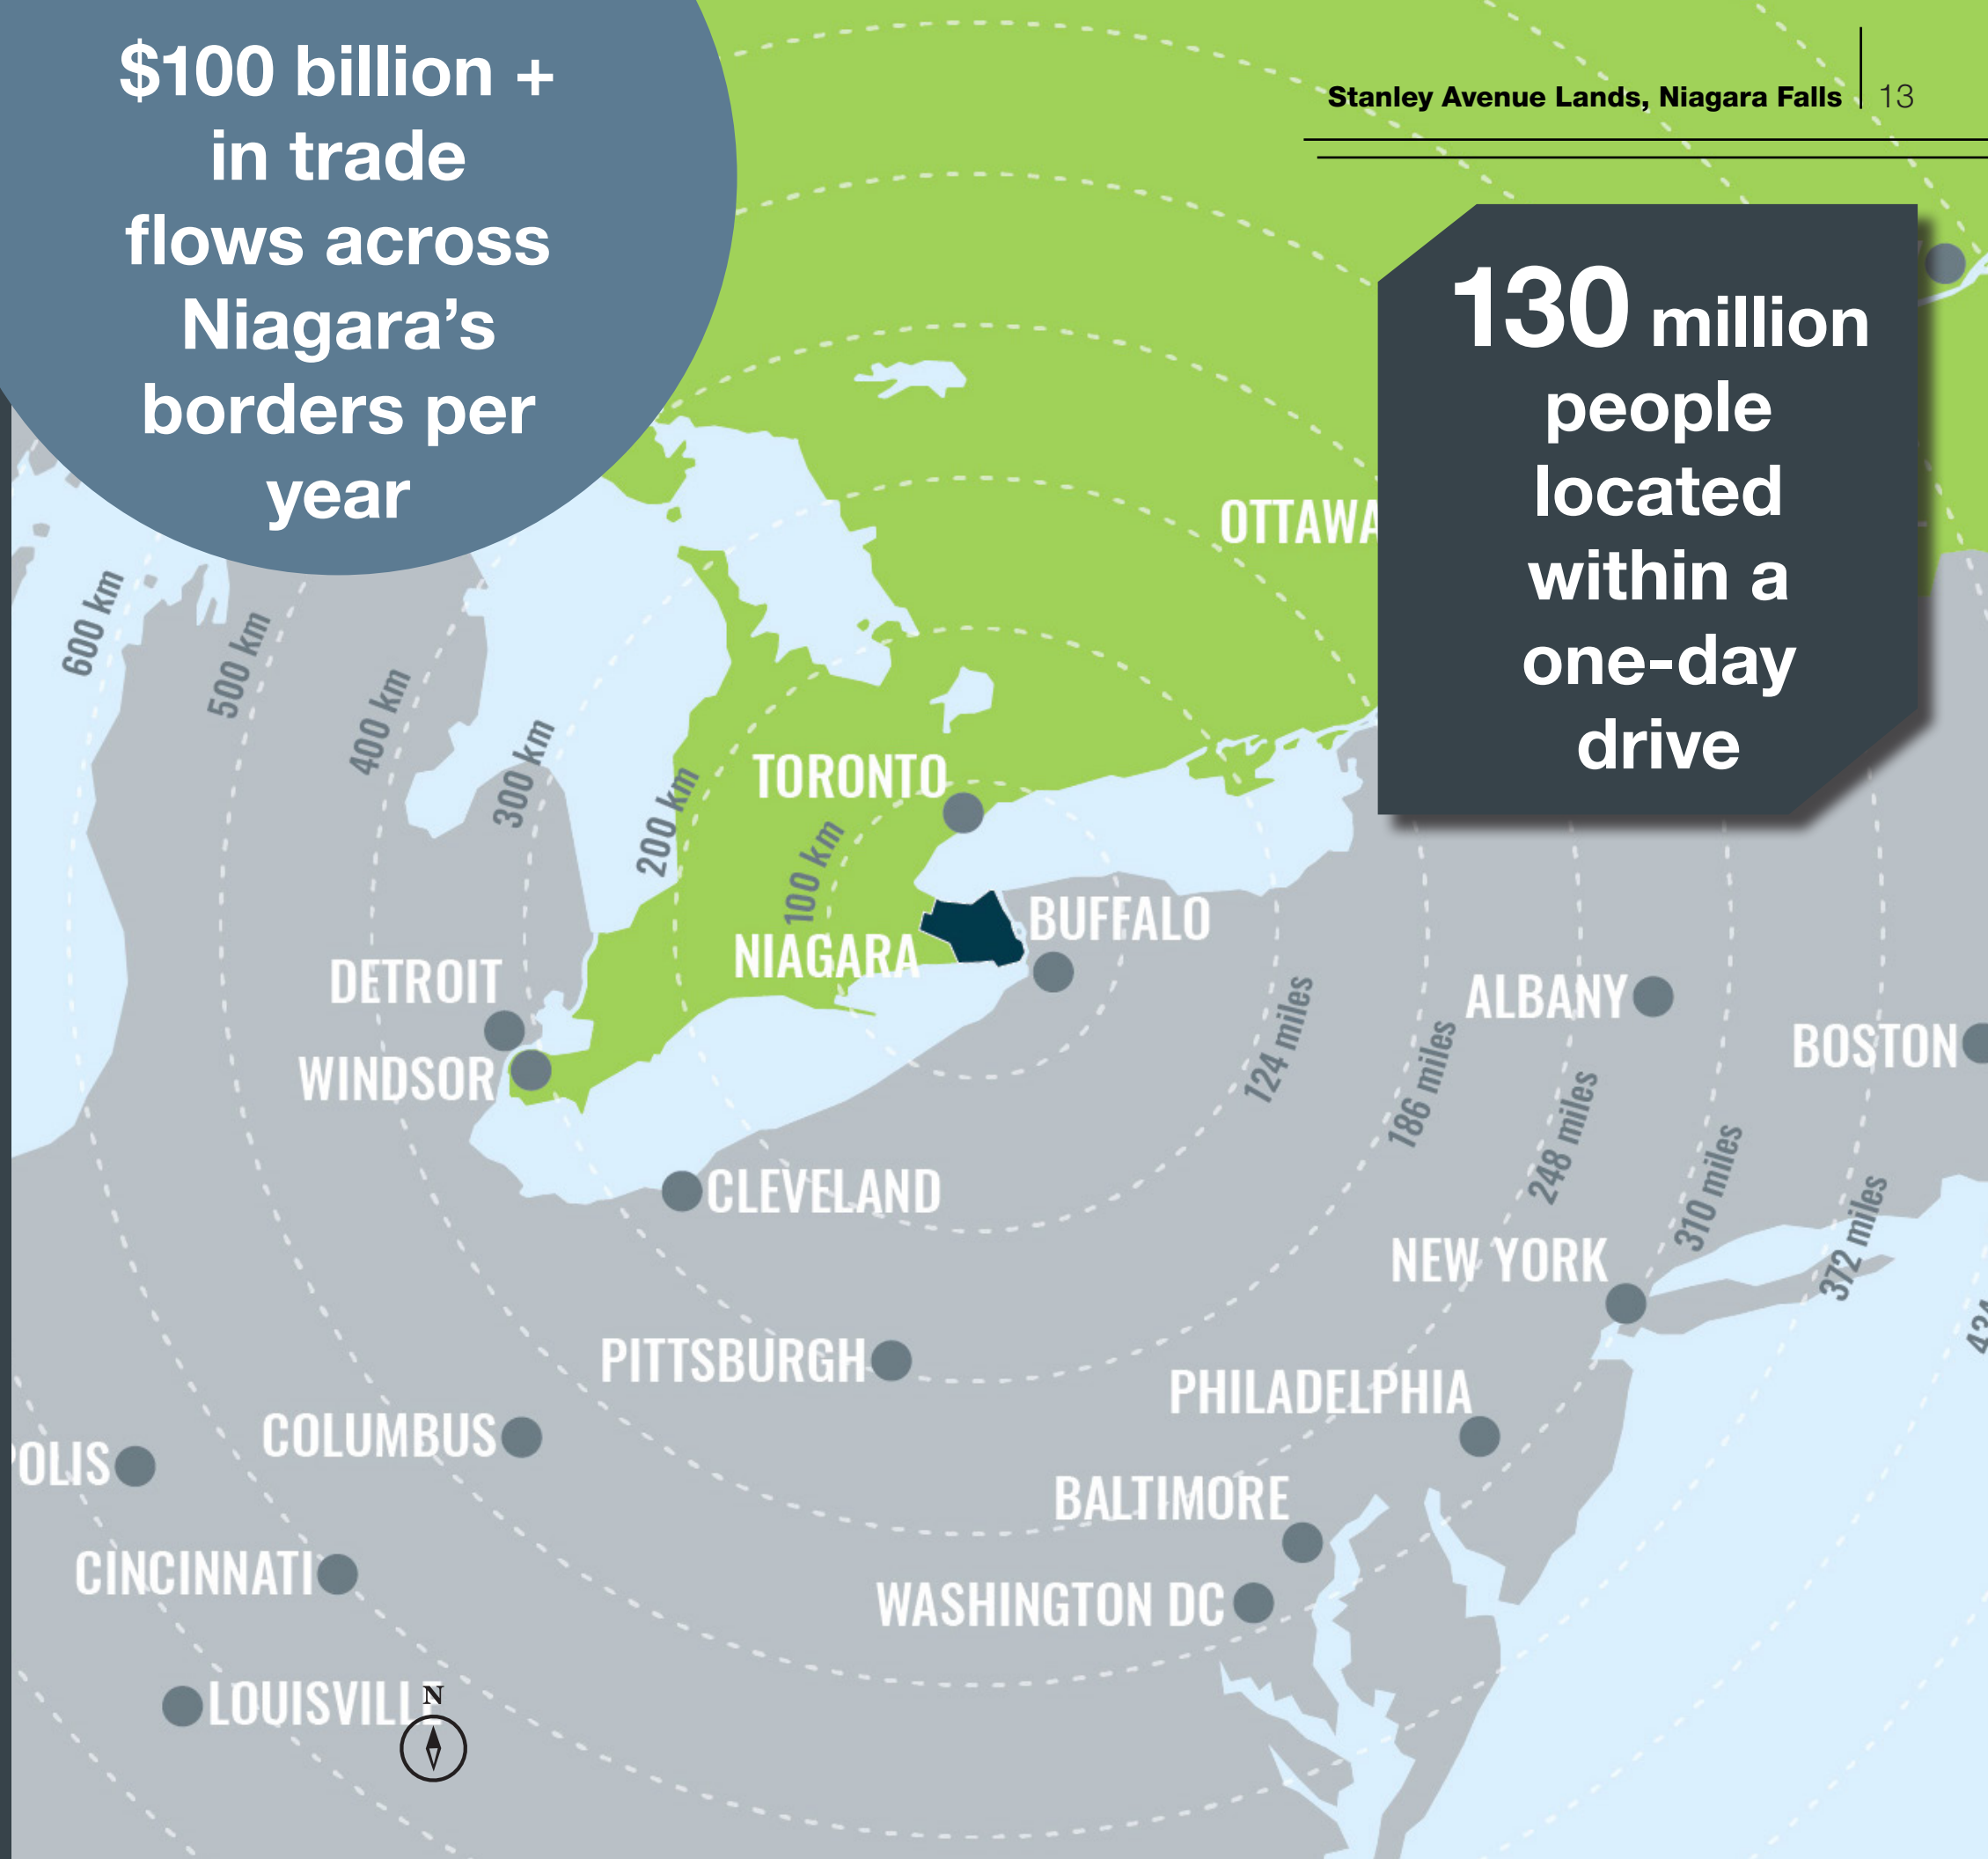 $100 billion +
in trade
flows across
Niagara’s
borders per
year
Stanley Avenue Lands, Niagara Falls 13
130 million
people
located
within a
one-day
drive
OTTAWA
600 km
500 km
400 km
300 km
200 km
100 km
TORONTO
BUFFALO
NIAGARA
DETROIT
WINDSOR
ALBANY
BOSTON
124 miles
186 miles
248 miles
310 miles
372 miles
CLEVELAND
NEW YORK
PITTSBURGH
PHILADELPHIA
COLUMBUS
OLIS
BALTIMORE
CINCINNATI
WASHINGTON DC
LOUISVILLE
N